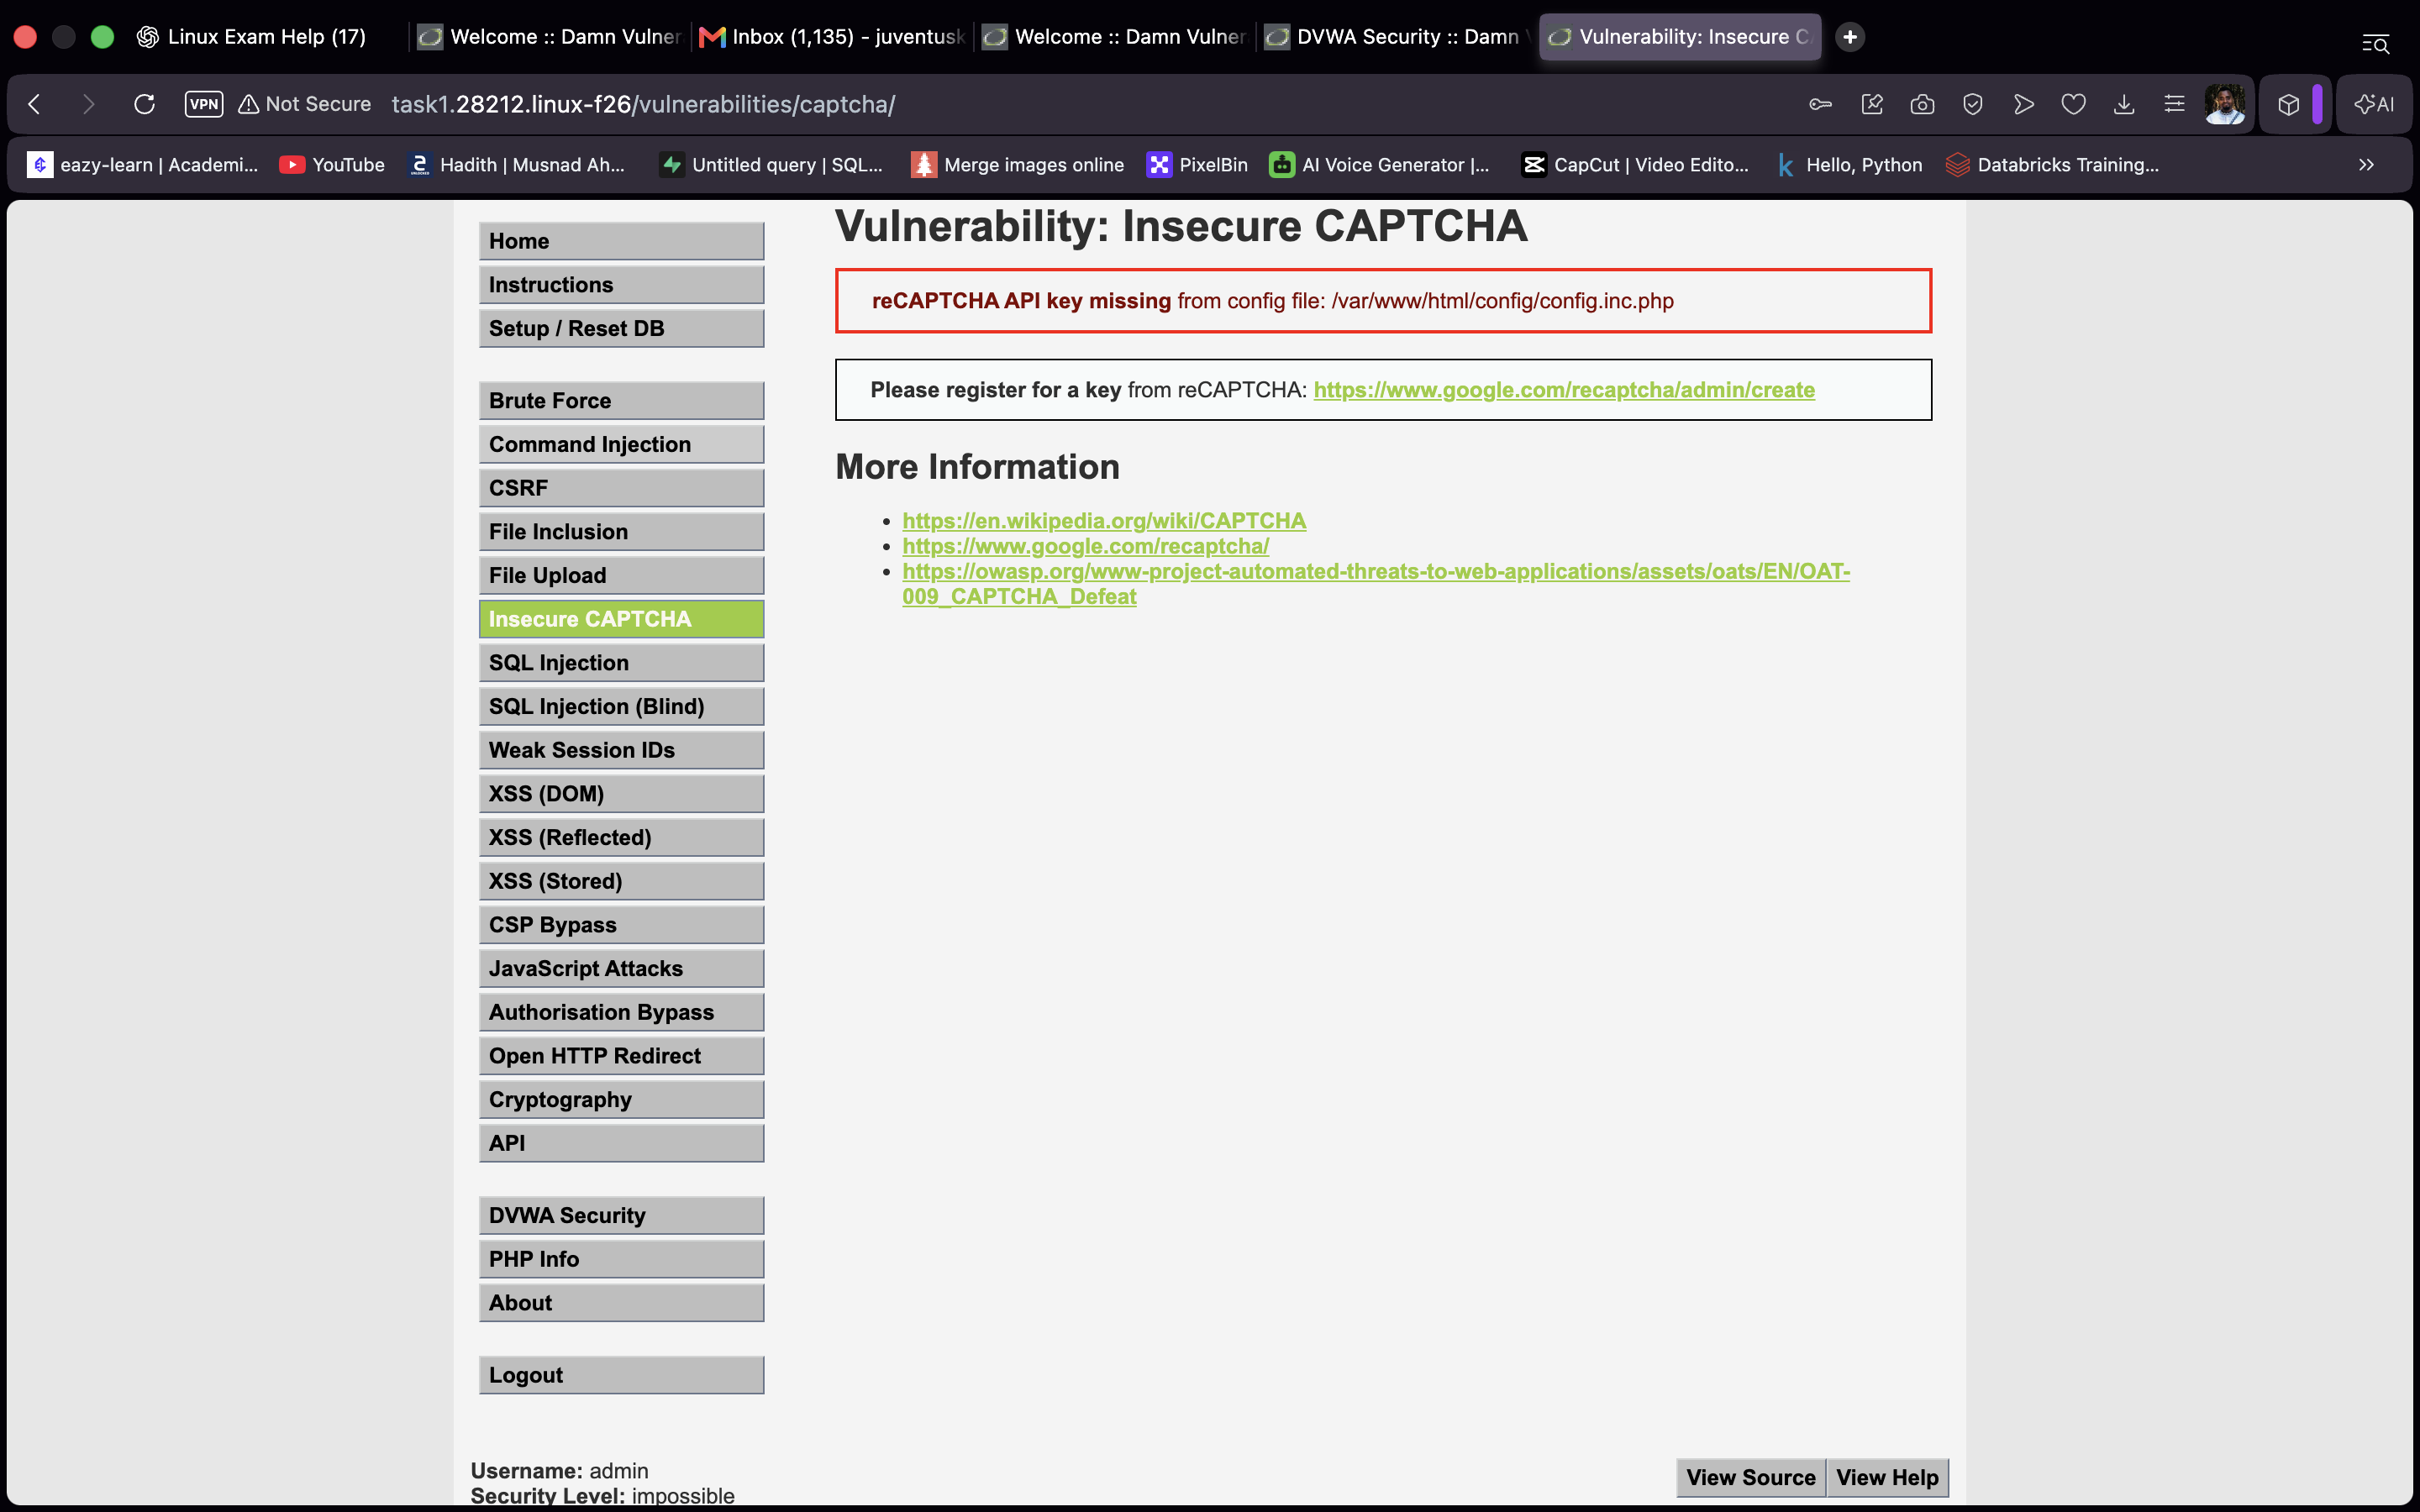 Linux Exam Help (17)
Welcome :: Damn Vulner
Inbox (1,135) - juventusk
Welcome :: Damn Vulner
DVWA Security :: Damn
Vulnerability: Insecure C
VPN
Not Secure
task1.28212.linux-f26/vulnerabilities/captcha/
AI
eazy-learn | Academi...
YouTube
Hadith | Musnad Ah...
Untitled query | SQL...
Merge images online
PixelBin
AI Voice Generator |...
CapCut | Video Edito...
Hello, Python
Databricks Training...
Home
Instructions
Setup / Reset DB
Brute Force
Command Injection
CSRF
File Inclusion
File Upload
Insecure CAPTCHA
SQL Injection
SQL Injection (Blind)
Weak Session IDs
XSS (DOM)
XSS (Reflected)
XSS (Stored)
CSP Bypass
JavaScript Attacks
Authorisation Bypass
Open HTTP Redirect
Cryptography
API
DVWA Security
PHP Info
About
Logout
Username: admin
Security Level: impossible
Vulnerability: Insecure CAPTCHA
reCAPTCHA API key missing from config file: /var/www/html/config/config.inc.php
Please register for a key from reCAPTCHA: https://www.google.com/recaptcha/admin/create
More Information
https://en.wikipedia.org/wiki/CAPTCHA
https://www.google.com/recaptcha/
https://owasp.org/www-project-automated-threats-to-web-applications/assets/oats/EN/OAT-
009_CAPTCHA_Defeat
View Source
View Help